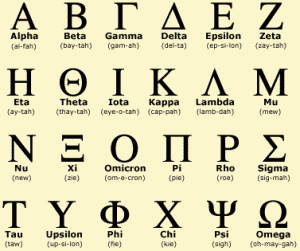 Α Β Γ Δ Ε Ζ
Alpha Beta Gamma Delta Epsilon Zeta
(al-fah) (bay-tah) (gam-ah) (del-ta) (ep-si-lon) (zay-tah)
Η Θ Ι Κ Λ Μ
Eta Theta Iota Kappa Lambda Mu
(ay-tah) (thay-tah) (eye-o-tah) (cap-pah) (lamb-dah) (mew)
Ν Ξ Ο Π Ρ Σ
Nu Xi Omicron Pi Rho Sigma
(new) (zie) (om-e-cron) (pie) (roe) (sig-mah)
Τ Υ Φ Χ Ψ Ω
Tau Upsilon Phi Chi Psi Omega
(taw) (up-si-lon) (fie) (kie) (sigh) (oh-may-gah)